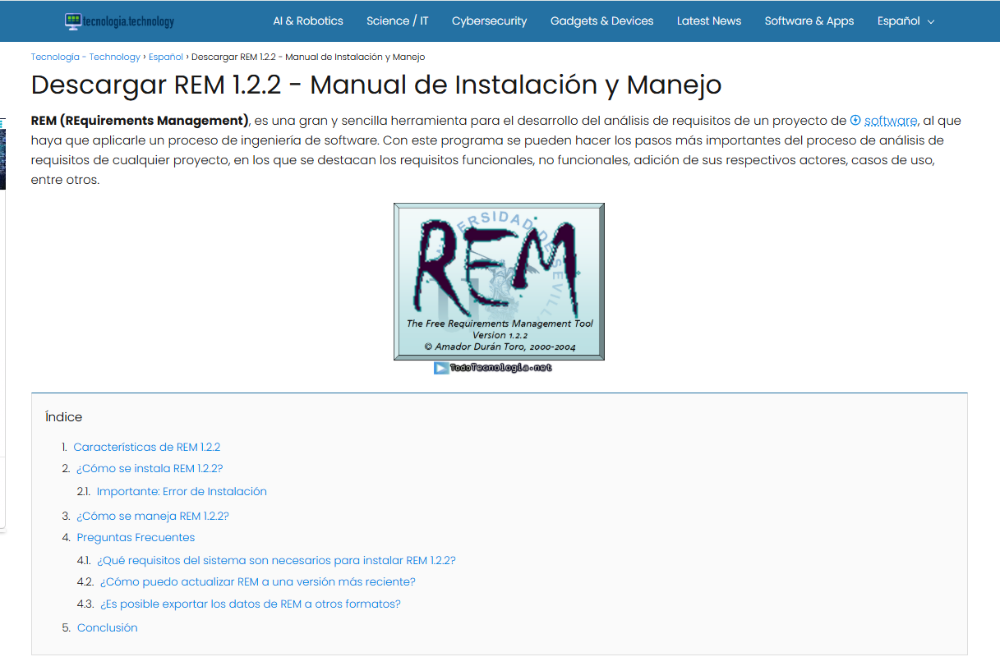 tecnologia.technology
AI & Robotics
Science / IT
Cybersecurity
Gadgets & Devices
Latest News
Software & Apps
Español
Tecnología - Technology › Español › Descargar REM 1.2.2 - Manual de Instalación y Manejo
Descargar REM 1.2.2 - Manual de Instalación y Manejo
REM (REquirements Management), es una gran y sencilla herramienta para el desarrollo del análisis de requisitos de un proyecto de software, al que
haya que aplicarle un proceso de ingeniería de software. Con este programa se pueden hacer los pasos más importantes del proceso de análisis de
requisitos de cualquier proyecto, en los que se destacan los requisitos funcionales, no funcionales, adición de sus respectivos actores, casos de uso,
entre otros.
ERSIDAD DE SEVILL
REM
The Free Requirements Management Tool
Version 1.2.2
© Amador Durán Toro, 2000-2004
TodoTecnologia.net
Índice
1. Características de REM 1.2.2
2. ¿Cómo se instala REM 1.2.2?
2.1. Importante: Error de Instalación
3. ¿Cómo se maneja REM 1.2.2?
4. Preguntas Frecuentes
4.1. ¿Qué requisitos del sistema son necesarios para instalar REM 1.2.2?
4.2. ¿Cómo puedo actualizar REM a una versión más reciente?
4.3. ¿Es posible exportar los datos de REM a otros formatos?
5. Conclusión